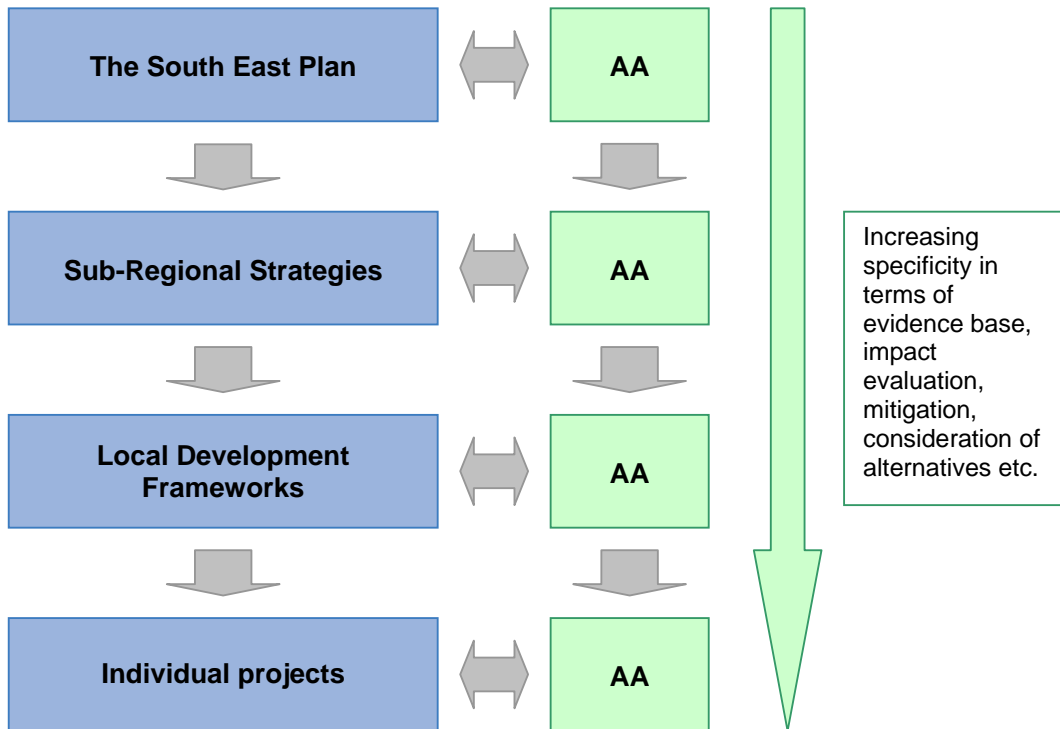 The South East Plan
AA
Sub-Regional Strategies
AA
Increasing
specificity in
terms of
evidence base,
impact
evaluation,
mitigation,
consideration of
alternatives etc.
Local Development
Frameworks
AA
Individual projects
AA